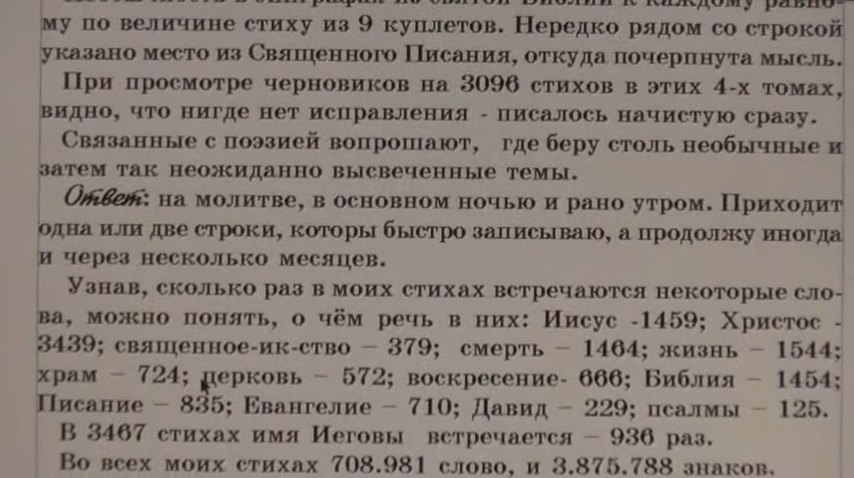 по святой Библии к каждому равно-
му по величине стиху из 9 куплетов. Нередко рядом со строкой
указано место из Священного Писания, откуда почерпнута мысль.
При просмотре черновиков на 3096 стихов в этих 4-х томах,
видно, что нигде нет исправления - писалось начистую сразу.
Связанные с поэзией вопрошают, где беру столь необычные и
затем так неожиданно высвеченные темы.
Ответ: на молитве, в основном ночью и рано утром. Приходит
одна или две строки, которы быстро записываю, а продолжу иногда
и через несколько месяцев.
Узнав, сколько раз в моих стихах встречаются некоторые сло-
ва, можно понять, о чём речь в них: Иисус -1459; Христос -
3439; священное-ик-ство – 379; смерть – 1464; жизнь – 1544;
храм – 724; церковь – 572; воскресение- 666; Библия – 1454;
Писание – 835; Евангелие – 710; Давид – 229; псалмы – 125.
В 3467 стихах имя Иеговы встречается – 936 раз.
Во всех моих стихах 708.981 слово, и 3.875.788 знаков.